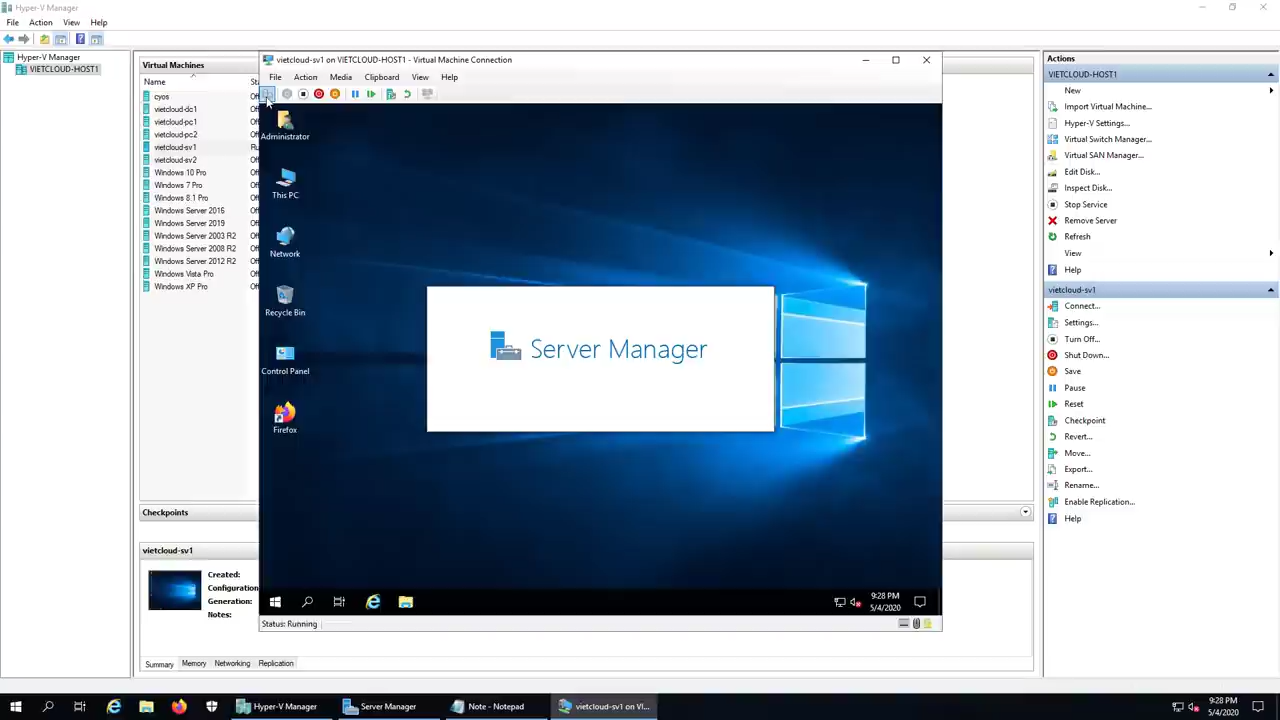 Hyper-V Manager
File Action View Help
Hyper-V Manager
VIETCLOUD-HOST1
Virtual Machines
Name
cyos
vietcloud-dc1
vietcloud-pc1
vietcloud-pc2
vietcloud-sv1
vietcloud-sv2
Windows 10 Pro
Windows 7 Pro
Windows 8.1 Pro
Windows Server 2016
Windows Server 2019
Windows Server 2003 R2
Windows Server 2008 R2
Windows Server 2012 R2
Windows Vista Pro
Windows XP Pro
Checkpoints
vietcloud-sv1
Created:
Configuration
Generation:
Notes:
Summary Memory Networking Replication
vietcloud-sv1 on VIETCLOUD-HOST1 - Virtual Machine Connection
File Action Media Clipboard View Help
Administrator
This PC
Network
Recycle Bin
Control Panel
Firefox
Server Manager
9:28 PM
5/4/2020
Status: Running
Actions
VIETCLOUD-HOST1
New
Import Virtual Machine...
Hyper-V Settings...
Virtual Switch Manager...
Virtual SAN Manager...
Edit Disk...
Inspect Disk...
Stop Service
Remove Server
Refresh
View
Help
vietcloud-sv1
Connect...
Settings...
Turn Off...
Shut Down...
Save
Pause
Reset
Checkpoint
Revert...
Move...
Export...
Rename...
Enable Replication...
Help
Hyper-V Manager Server Manager Note - Notepad vietcloud-sv1 on VI...
9:28 PM
5/4/2020